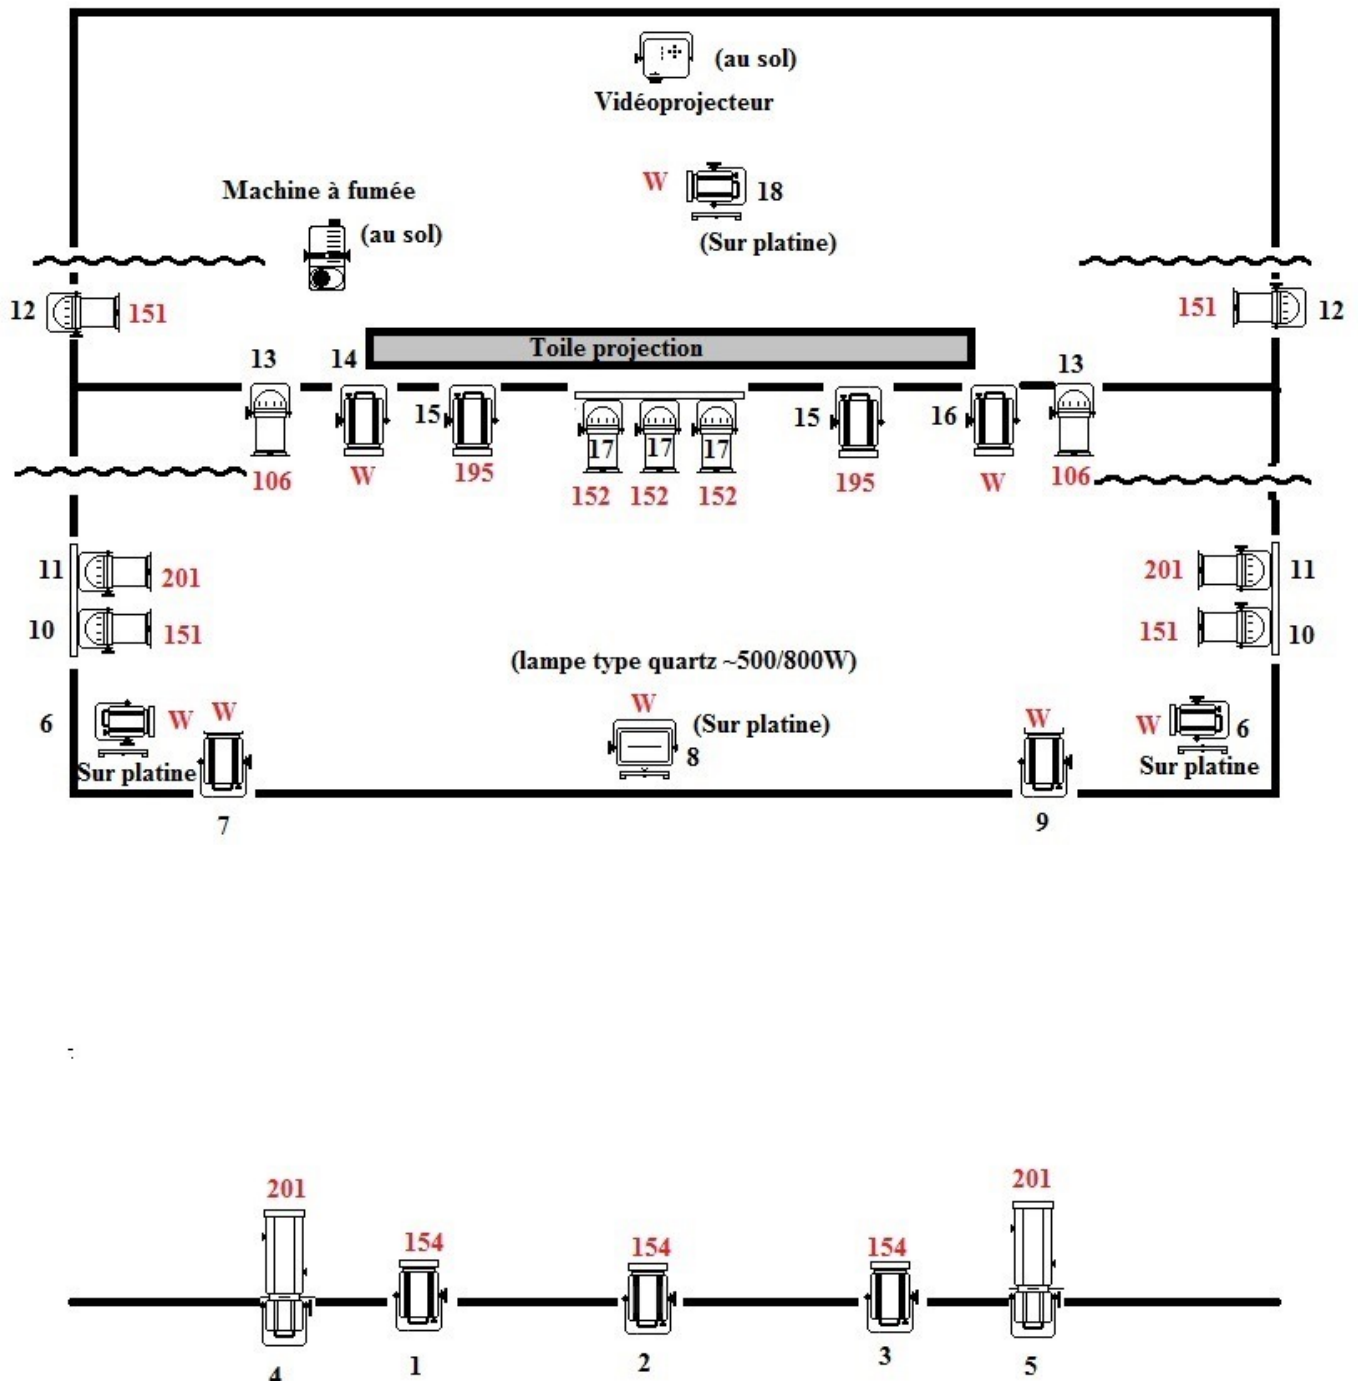 (au sol)
Vidéoprojecteur
W
18
(Sur platine)
Machine à fumée
(au sol)
12
151
151
12
Toile projection
13
14
15
15
16
13
106
W
195
17
17
17
152
152
152
195
W
106
11
201
201
11
10
151
151
10
(lampe type quartz ~500/800W)
W
(Sur platine)
8
6
W
W
Sur platine
7
W
9
W
6
Sur platine
201
154
154
154
201
4
1
2
3
5